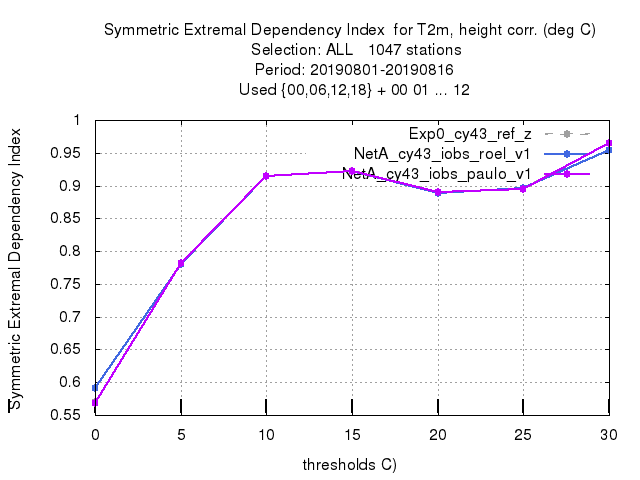 Symmetric Extremal Dependency Index  for T2m, height corr. (deg C)
Selection: ALL   1047 stations
Period: 20190801-20190816
Used {00,06,12,18} + 00 01 ... 12
Symmetric Extremal Dependency Index
1
0.95
0.9
0.85
0.8
0.75
0.7
0.65
0.6
0.55
Exp0_cy43_ref_z
NetA_cy43_iobs_roel_v1
NetA_cy43_iobs_paulo_v1
0 5 10 15 20 25 30
thresholds C)